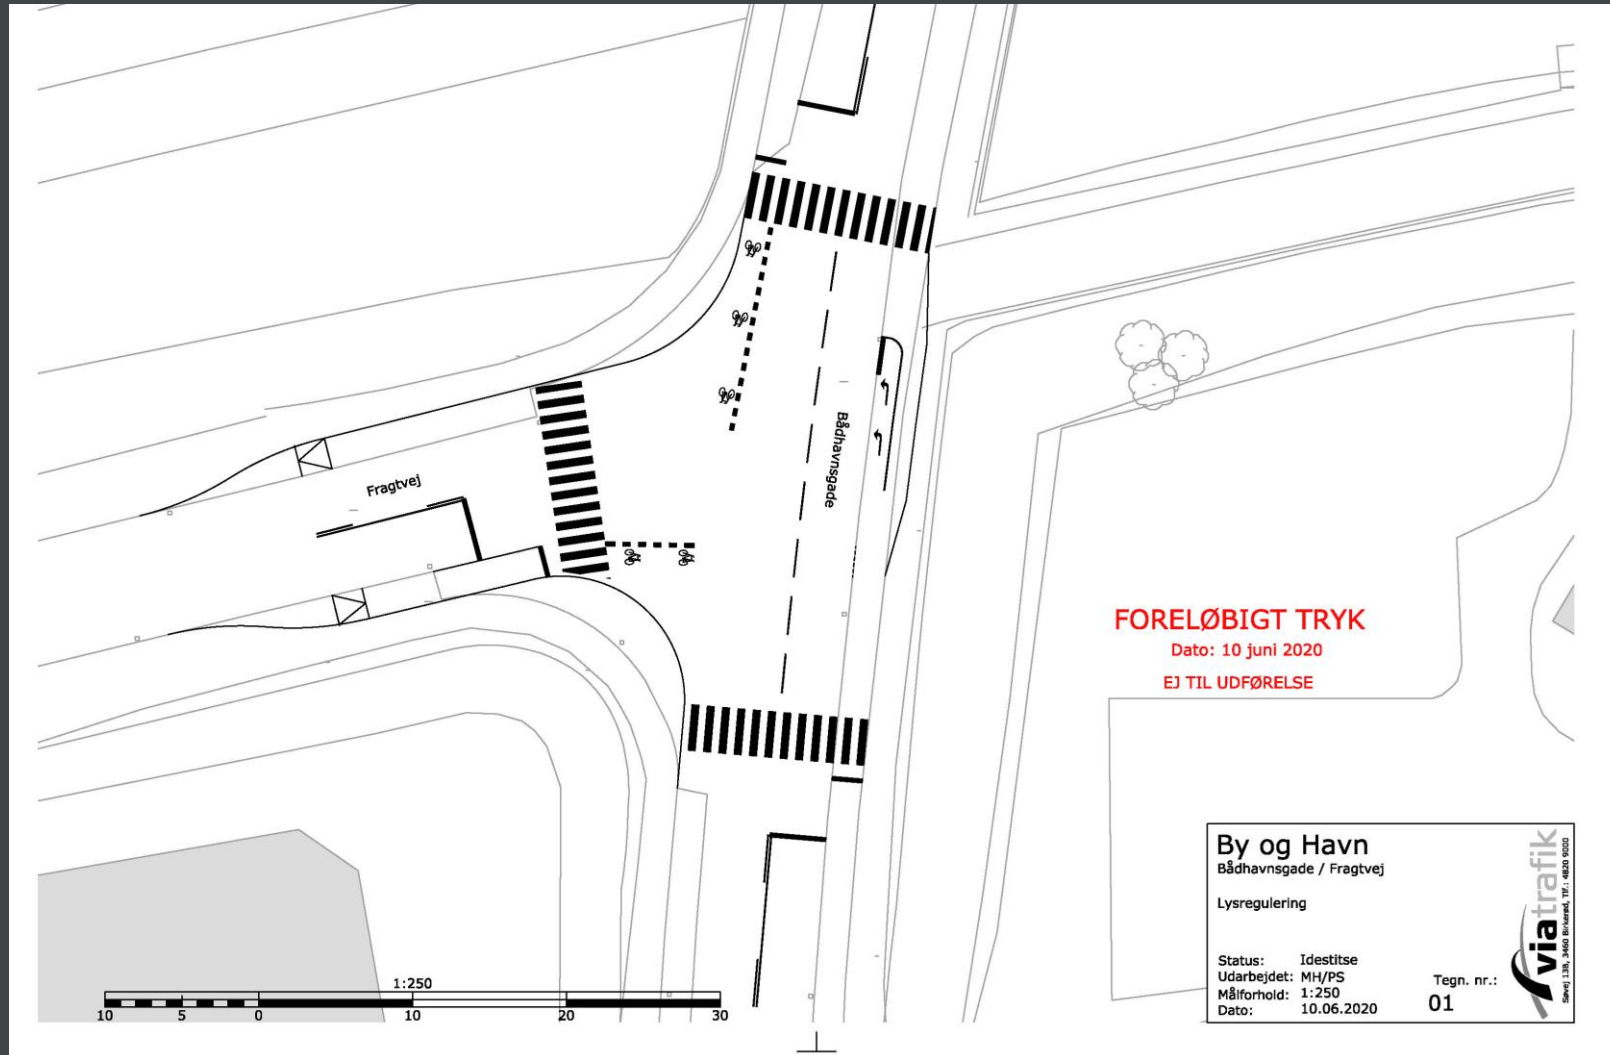 Fragtvej
Bådhavnsgade
FORELØBIGT TRYK
Dato: 10 juni 2020
EJ TIL UDFØRELSE
By og Havn
Bådhavnsgade / Fragtvej
Lysregulering
Status: Idestitse
Udarbejdet: MH/PS
Målforhold: 1:250
Dato: 10.06.2020
Tegn. nr.:
01
viatrafik
3460 Birkerød, Tlf.: 4820 9000
1:250
10 5 0 10 20 30